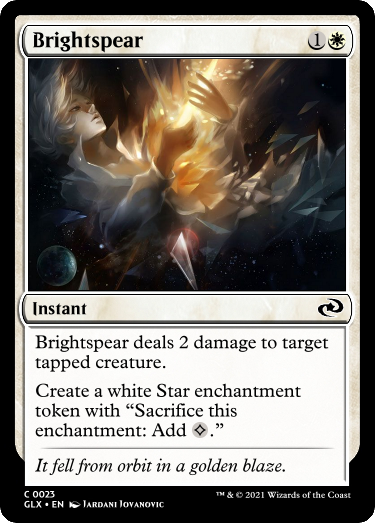 Brightspear 1
Instant
Brightspear deals 2 damage to target
tapped creature.
Create a white Star enchantment
token with “Sacrifice this
enchantment: Add .”
It fell from orbit in a golden blaze.
C 0023
GLX • EN Jardani Jovanovic
™ & © 2021 Wizards of the Coast